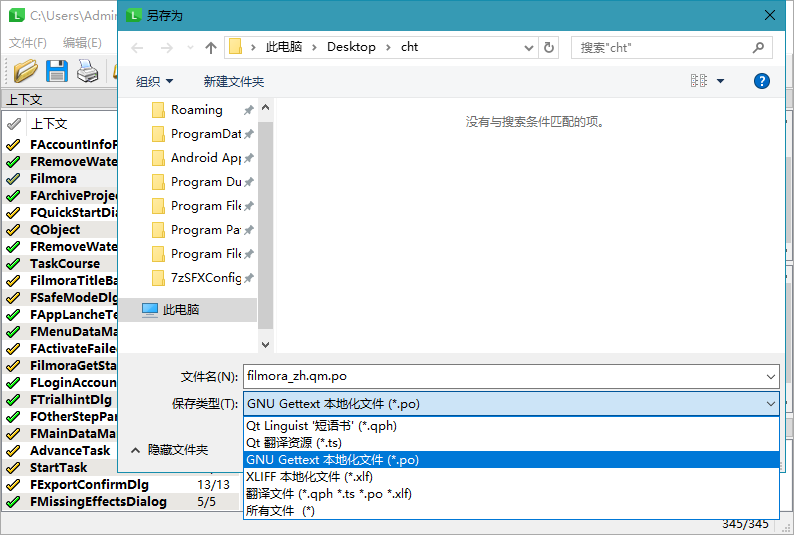 C:\Users\Admin
文件(F) 编辑(E)
上下文
上下文
FAccountInfoF
FRemoveWate
Filmora
FArchiveProjec
FQuickStartDia
QObject
FRemoveWate
TaskCourse
FilmoraTitleBa
FSafeModeDlg
FAppLancheTe
FMenuDataMa
FActivateFailed
FilmoraGetSta
FLoginAccoun
FTrialhintDlg
FOtherStepPar
FMainDataMa
AdvanceTask
StartTask
FExportConfirmDlg 13/13
FMissingEffectsDialog 5/5
另存为
此电脑 Desktop cht
搜索"cht"
组织 新建文件夹
Roaming
ProgramDat
Android App
Program Du
Program File
Program Pa
Program File
7zSFXConfig
此电脑
没有与搜索条件匹配的项。
文件名(N): filmora_zh.qm.po
保存类型(T): GNU Gettext 本地化文件 (*.po)
Qt Linguist '短语书' (*.qph)
Qt 翻译资源 (*.ts)
GNU Gettext 本地化文件 (*.po)
XLIFF 本地化文件 (*.xlf)
翻译文件 (*.qph *.ts *.po *.xlf)
所有文件 (*)
隐藏文件夹
345/345